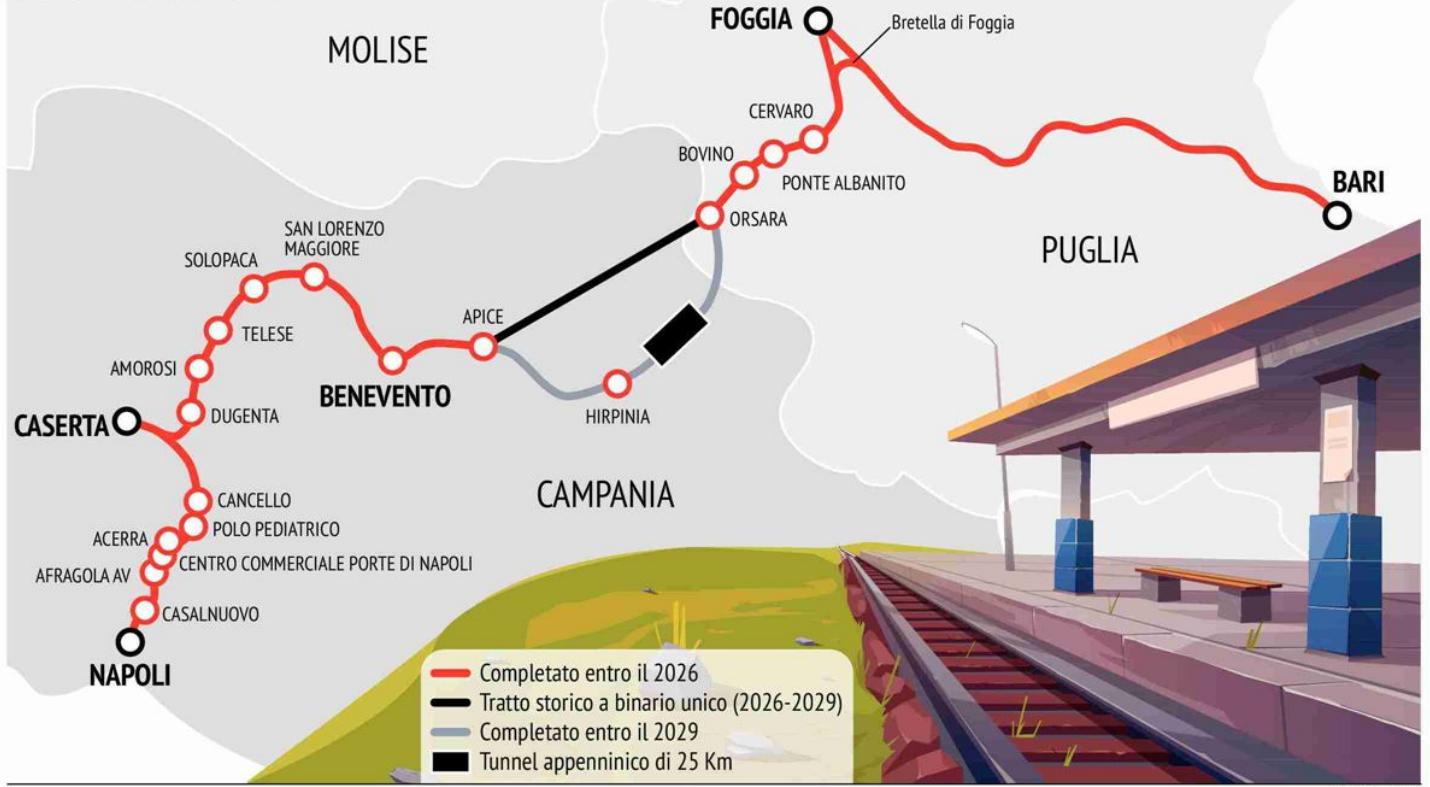 MOLISE
FOGGIA
Bretella di Foggia
CERVARO
BOVINO
PONTE ALBANITO
BARI
ORSARA
SAN LORENZO
MAGGIORE
PUGLIA
SOLOPACA
APICE
TELESE
AMOROSI
BENEVENTO
DUGENTA
HIRPINIA
CASERTA
CAMPANIA
CANCELLO
POLO PEDIATRICO
ACERRA
CENTRO COMMERCIALE PORTE DI NAPOLI
AFRAGOLA AV
CASALNUOVO
NAPOLI
Completato entro il 2026
Tratto storico a binario unico (2026-2029)
Completato entro il 2029
Tunnel appenninico di 25 Km